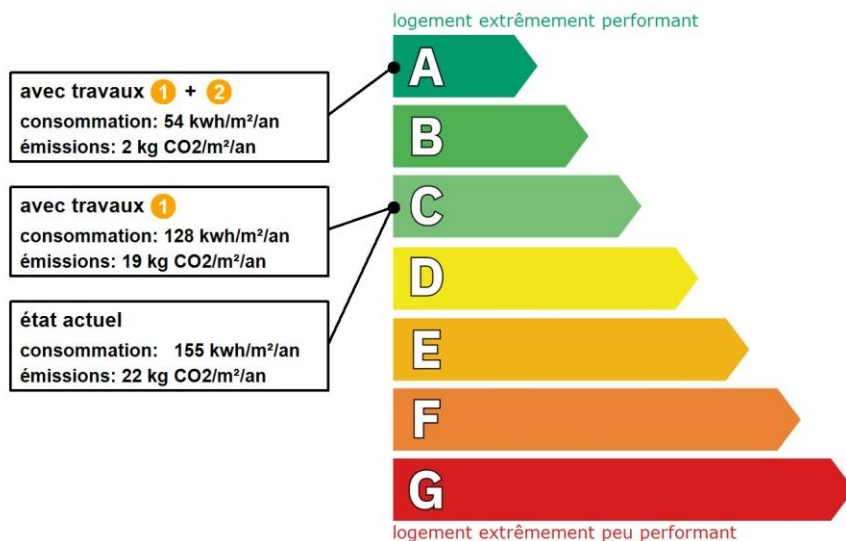 logement extrêmement performant
avec travaux 1 + 2
consommation: 54 kwh/m²/an
émissions: 2 kg CO2/m²/an
avec travaux 1
consommation: 128 kwh/m²/an
émissions: 19 kg CO2/m²/an
état actuel
consommation: 155 kwh/m²/an
émissions: 22 kg CO2/m²/an
A
B
C
D
E
F
G
logement extrêmement peu performant